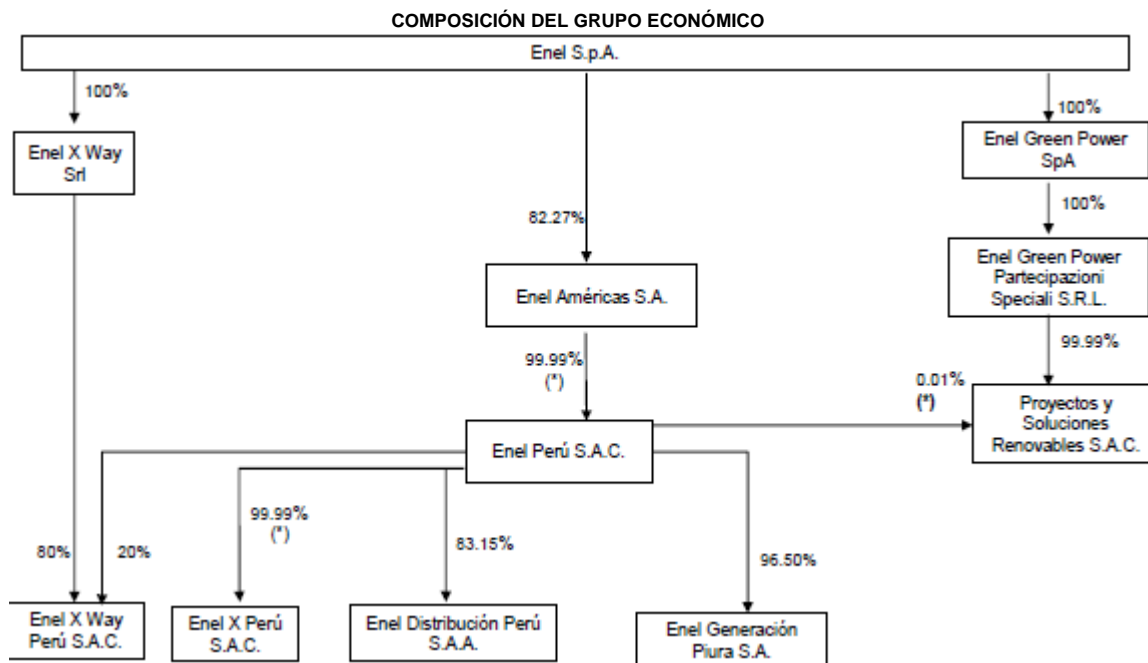 COMPOSICIÓN DEL GRUPO ECONÓMICO
Enel S.p.A.
100%
100%
Enel X Way
Srl
Enel Green Power
SpA
82.27%
100%
Enel Américas S.A.
Enel Green Power
Partecipazioni
Speciali S.R.L.
99.99%
(*)
99.99%
0.01%
(*)
Proyectos y
Soluciones
Renovables S.A.C.
Enel Perú S.A.C.
99.99%
(*)
80%
20%
83.15%
96.50%
Enel X Way
Perú S.A.C.
Enel X Perú
S.A.C.
Enel Distribución Perú
S.A.A.
Enel Generación
Piura S.A.